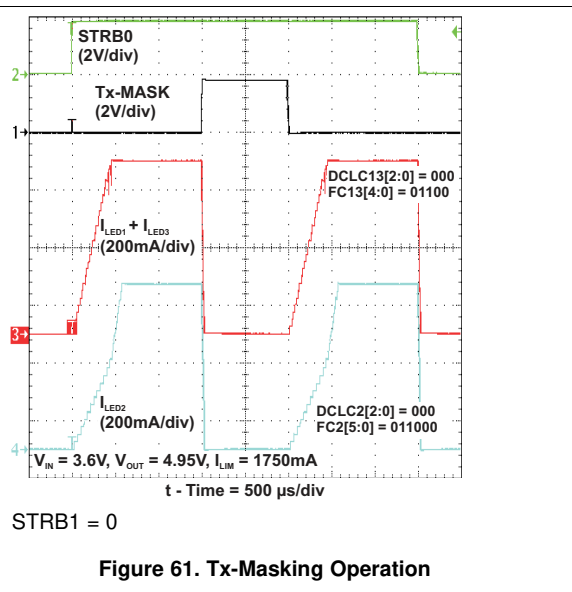 STRB0
(2V/div)
2
Tx-MASK
(2V/div)
T
1
DCLC13[2:0] = 000
FC13[4:0] = 01100
I_LED1 + I_LED3
(200mA/div)
3
I_LED2
(200mA/div)
DCLC2[2:0] = 000
FC2[5:0] = 011000
4
V_IN = 3.6V, V_OUT = 4.95V, I_LIM = 1750mA
t - Time = 500 µs/div
STRB1 = 0
Figure 61. Tx-Masking Operation